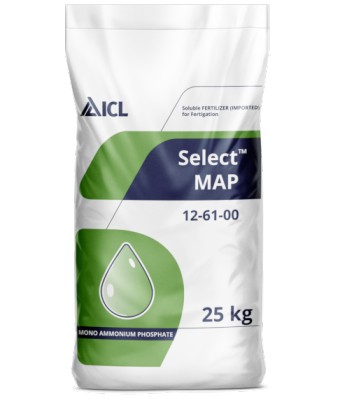 ICL
Soluble FERTILIZER (IMPORTED)
for Fertigation
Select™
MAP
12-61-00
25 kg
MONO AMMONIUM PHOSPHATE